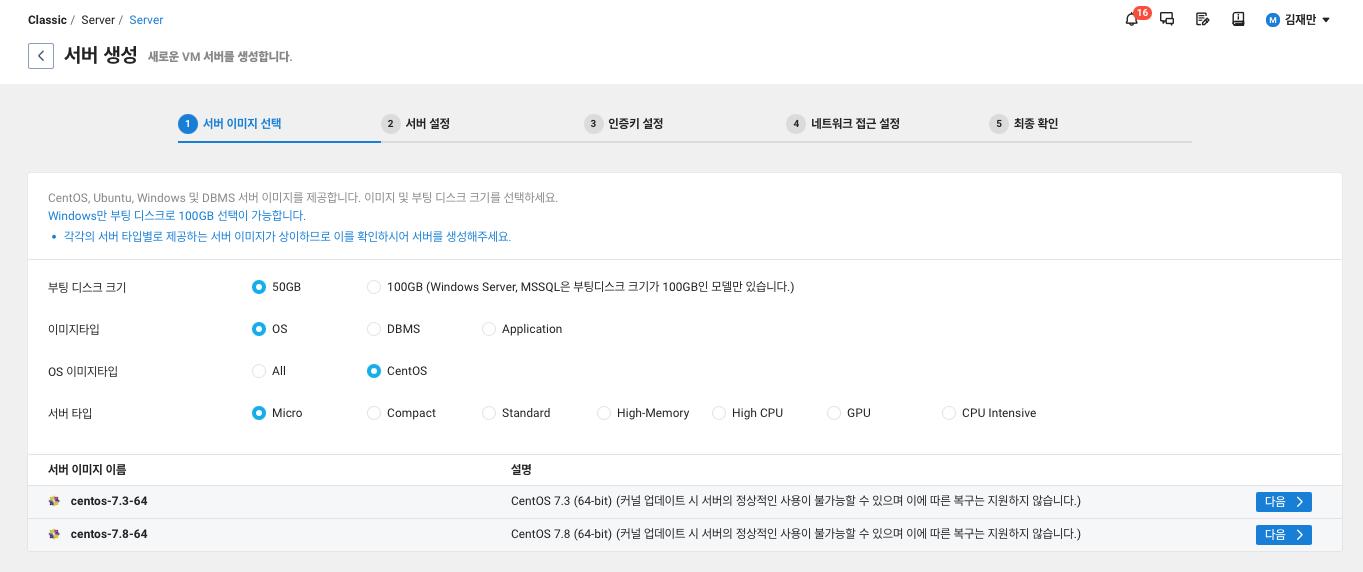 Classic / Server / Server
16
M 김재만
서버 생성 새로운 VM 서버를 생성합니다.
1 서버 이미지 선택 2 서버 설정 3 인증키 설정 4 네트워크 접근 설정 5 최종 확인
CentOS, Ubuntu, Windows 및 DBMS 서버 이미지를 제공합니다. 이미지 및 부팅 디스크 크기를 선택하세요.
Windows만 부팅 디스크로 100GB 선택이 가능합니다.
• 각각의 서버 타입별로 제공하는 서버 이미지가 상이하므로 이를 확인하시어 서버를 생성해주세요.
부팅 디스크 크기 50GB 100GB (Windows Server, MSSQL은 부팅디스크 크기가 100GB인 모델만 있습니다.)
이미지타입 OS DBMS Application
OS 이미지타입 All CentOS
서버 타입 Micro Compact Standard High-Memory High CPU GPU CPU Intensive
서버 이미지 이름 설명
centos-7.3-64 CentOS 7.3 (64-bit) (커널 업데이트 시 서버의 정상적인 사용이 불가능할 수 있으며 이에 따른 복구는 지원하지 않습니다.) 다음
centos-7.8-64 CentOS 7.8 (64-bit) (커널 업데이트 시 서버의 정상적인 사용이 불가능할 수 있으며 이에 따른 복구는 지원하지 않습니다.) 다음